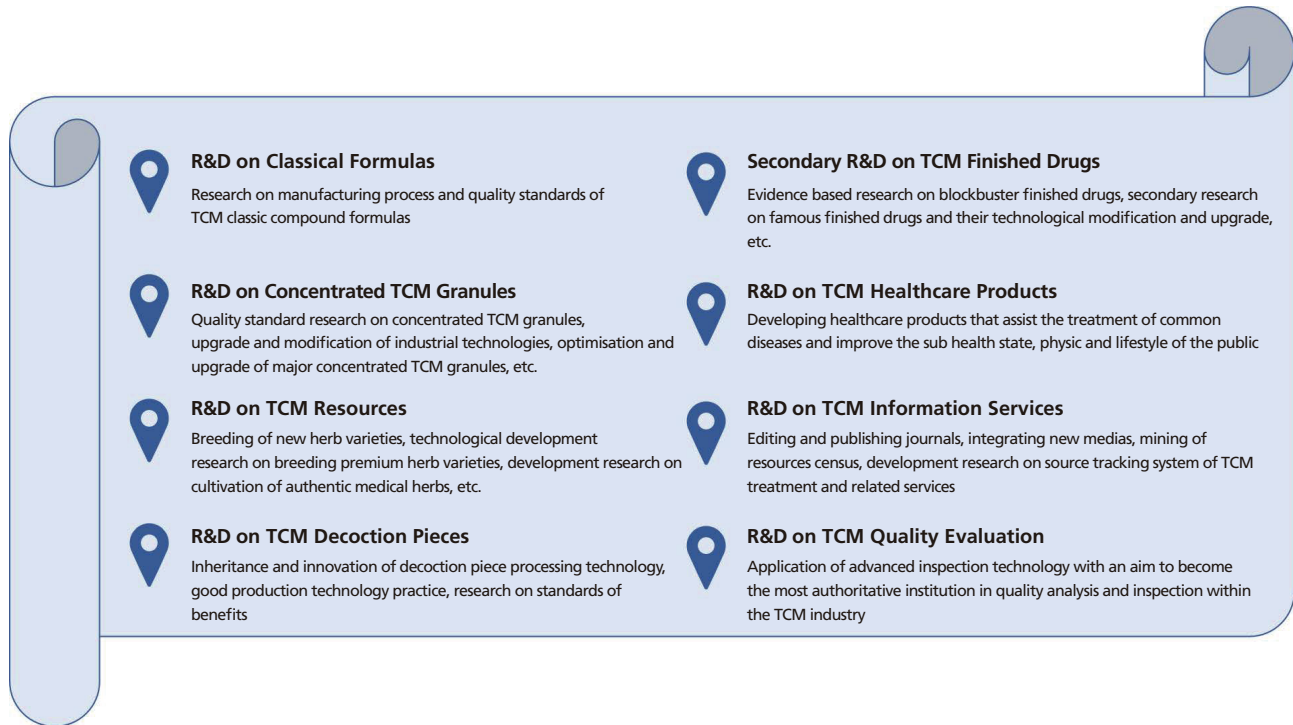 R&D on Classical Formulas
Research on manufacturing process and quality standards of
TCM classic compound formulas
R&D on Concentrated TCM Granules
Quality standard research on concentrated TCM granules,
upgrade and modification of industrial technologies, optimisation and
upgrade of major concentrated TCM granules, etc.
R&D on TCM Resources
Breeding of new herb varieties, technological development
research on breeding premium herb varieties, development research on
cultivation of authentic medical herbs, etc.
R&D on TCM Decoction Pieces
Inheritance and innovation of decoction piece processing technology,
good production technology practice, research on standards of
benefits
Secondary R&D on TCM Finished Drugs
Evidence based research on blockbuster finished drugs, secondary research
on famous finished drugs and their technological modification and upgrade,
etc.
R&D on TCM Healthcare Products
Developing healthcare products that assist the treatment of common
diseases and improve the sub health state, physic and lifestyle of the public
R&D on TCM Information Services
Editing and publishing journals, integrating new medias, mining of
resources census, development research on source tracking system of TCM
treatment and related services
R&D on TCM Quality Evaluation
Application of advanced inspection technology with an aim to become
the most authoritative institution in quality analysis and inspection within
the TCM industry